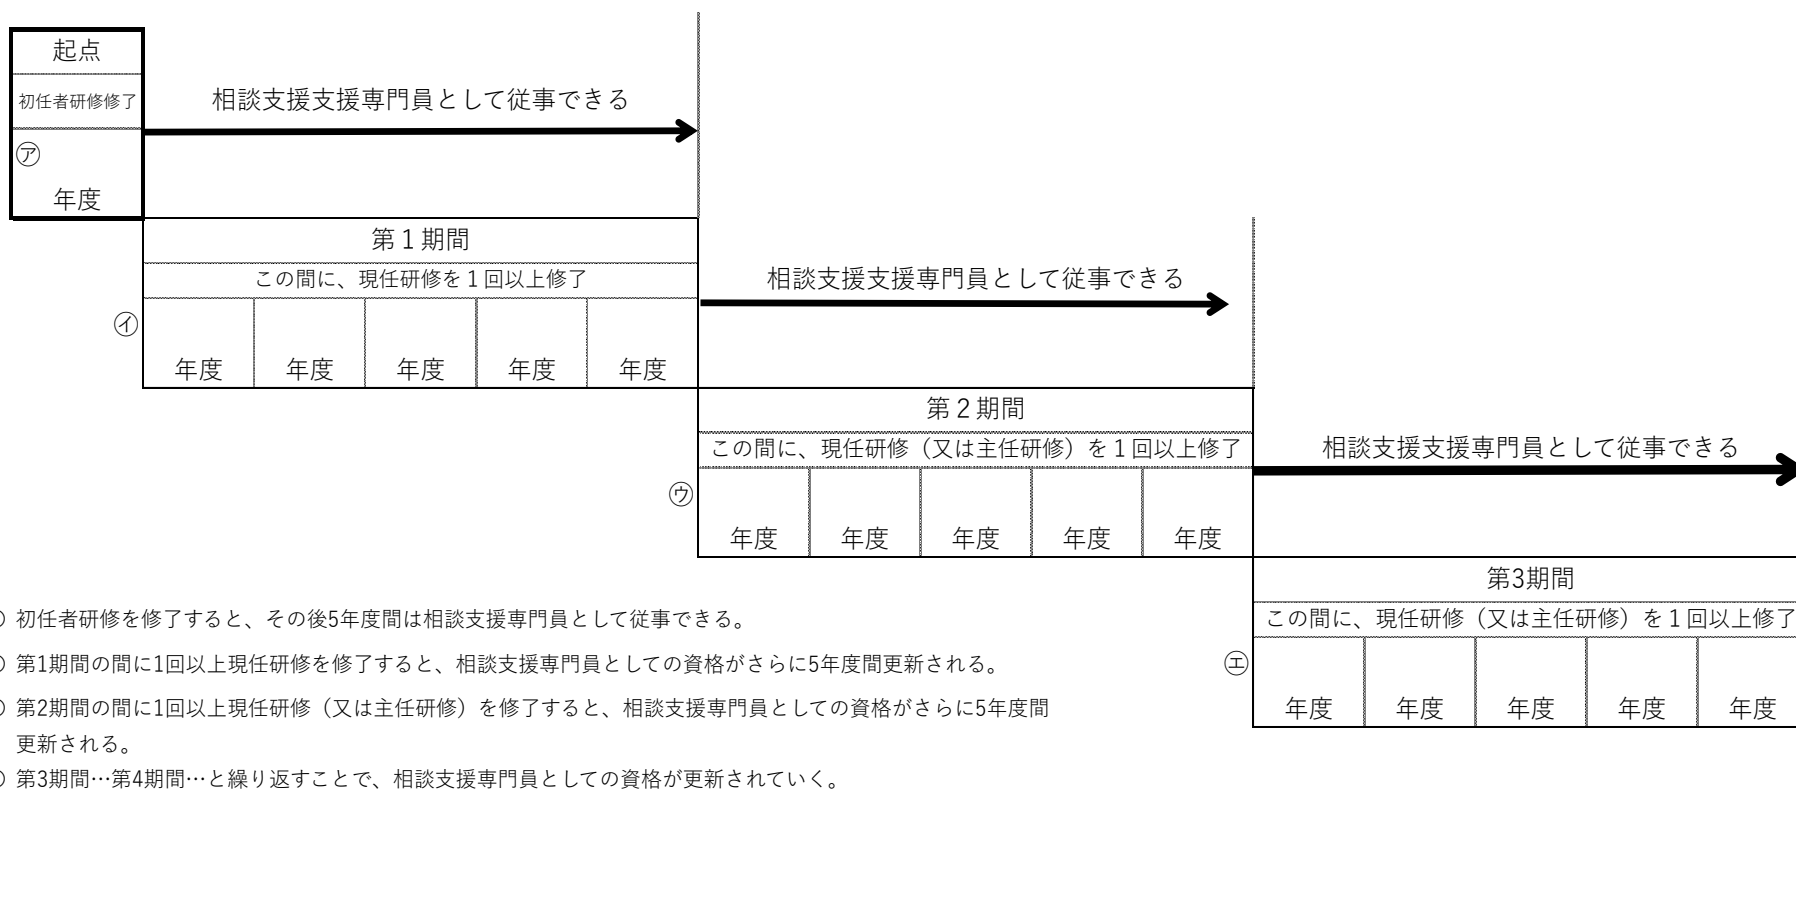 起点
初任者研修修了
㋐
年度
相談支援支援専門員として従事できる
第１期間
この間に、現任研修を１回以上修了
㋑
年度 年度 年度 年度 年度
相談支援支援専門員として従事できる
第２期間
この間に、現任研修（又は主任研修）を１回以上修了
㋒
年度 年度 年度 年度 年度
相談支援支援専門員として従事できる
第3期間
この間に、現任研修（又は主任研修）を１回以上修了
㋓
年度 年度 年度 年度 年度
初任者研修を修了すると、その後5年度間は相談支援専門員として従事できる。
第1期間の間に1回以上現任研修を修了すると、相談支援専門員としての資格がさらに5年度間更新される。
第2期間の間に1回以上現任研修（又は主任研修）を修了すると、相談支援専門員としての資格がさらに5年度間
更新される。
第3期間…第4期間…と繰り返すことで、相談支援専門員としての資格が更新されていく。